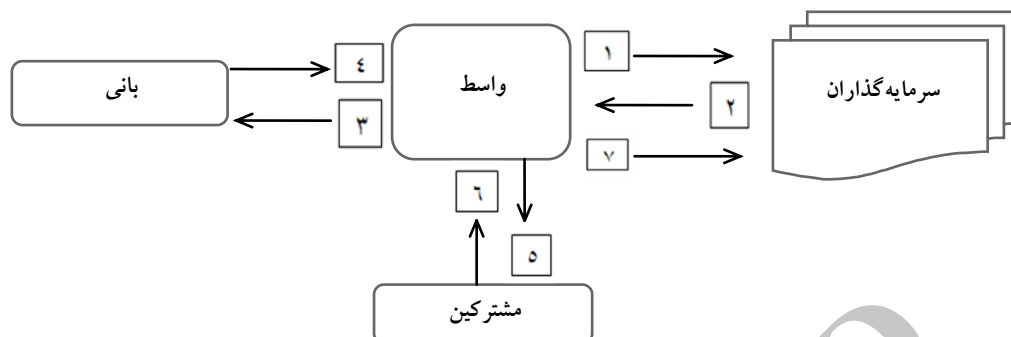 سرمایه‌گذاران
۱
۲
۷
واسط
۴
۳
بانی
۶
۵
مشترکین